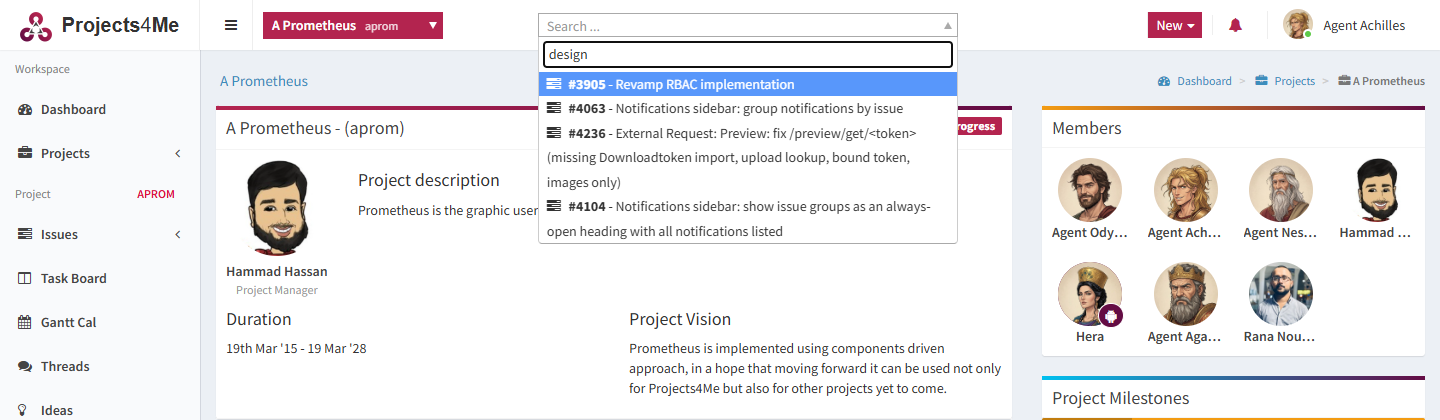 Projects4Me
A Prometheus aprom
Search ...
New
Agent Achilles
design
#3905 - Revamp RBAC implementation
#4063 - Notifications sidebar: group notifications by issue
#4236 - External Request: Preview: fix /preview/get/<token>
(missing Downloadtoken import, upload lookup, bound token,
images only)
#4104 - Notifications sidebar: show issue groups as an always-
open heading with all notifications listed
Workspace
Dashboard
Projects
Project APROM
Issues
Task Board
Gantt Cal
Threads
Ideas
A Prometheus
Dashboard > Projects > A Prometheus
A Prometheus - (aprom)
rogress
Hammad Hassan
Project Manager
Project description
Prometheus is the graphic user
Duration
19th Mar '15 - 19 Mar '28
Project Vision
Prometheus is implemented using components driven
approach, in a hope that moving forward it can be used not only
for Projects4Me but also for other projects yet to come.
Members
Agent Ody... Agent Ach... Agent Nes... Hammad ...
Hera Agent Aga... Rana Nou...
Project Milestones